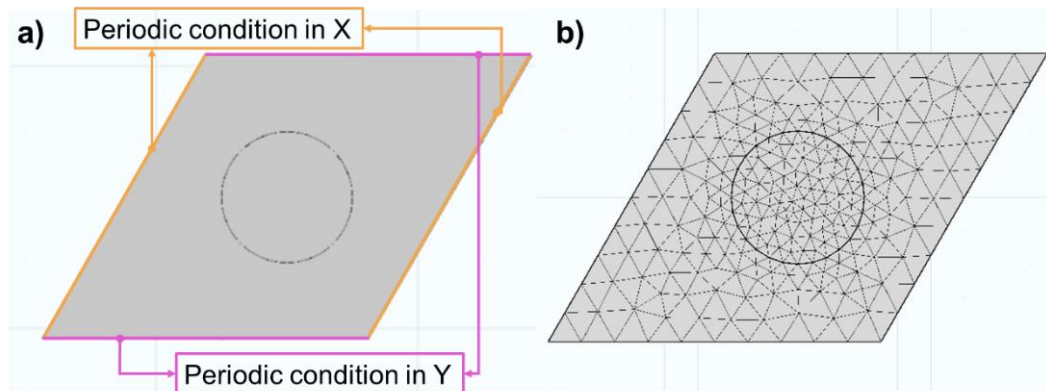 a)
Periodic condition in X
b)
Periodic condition in Y